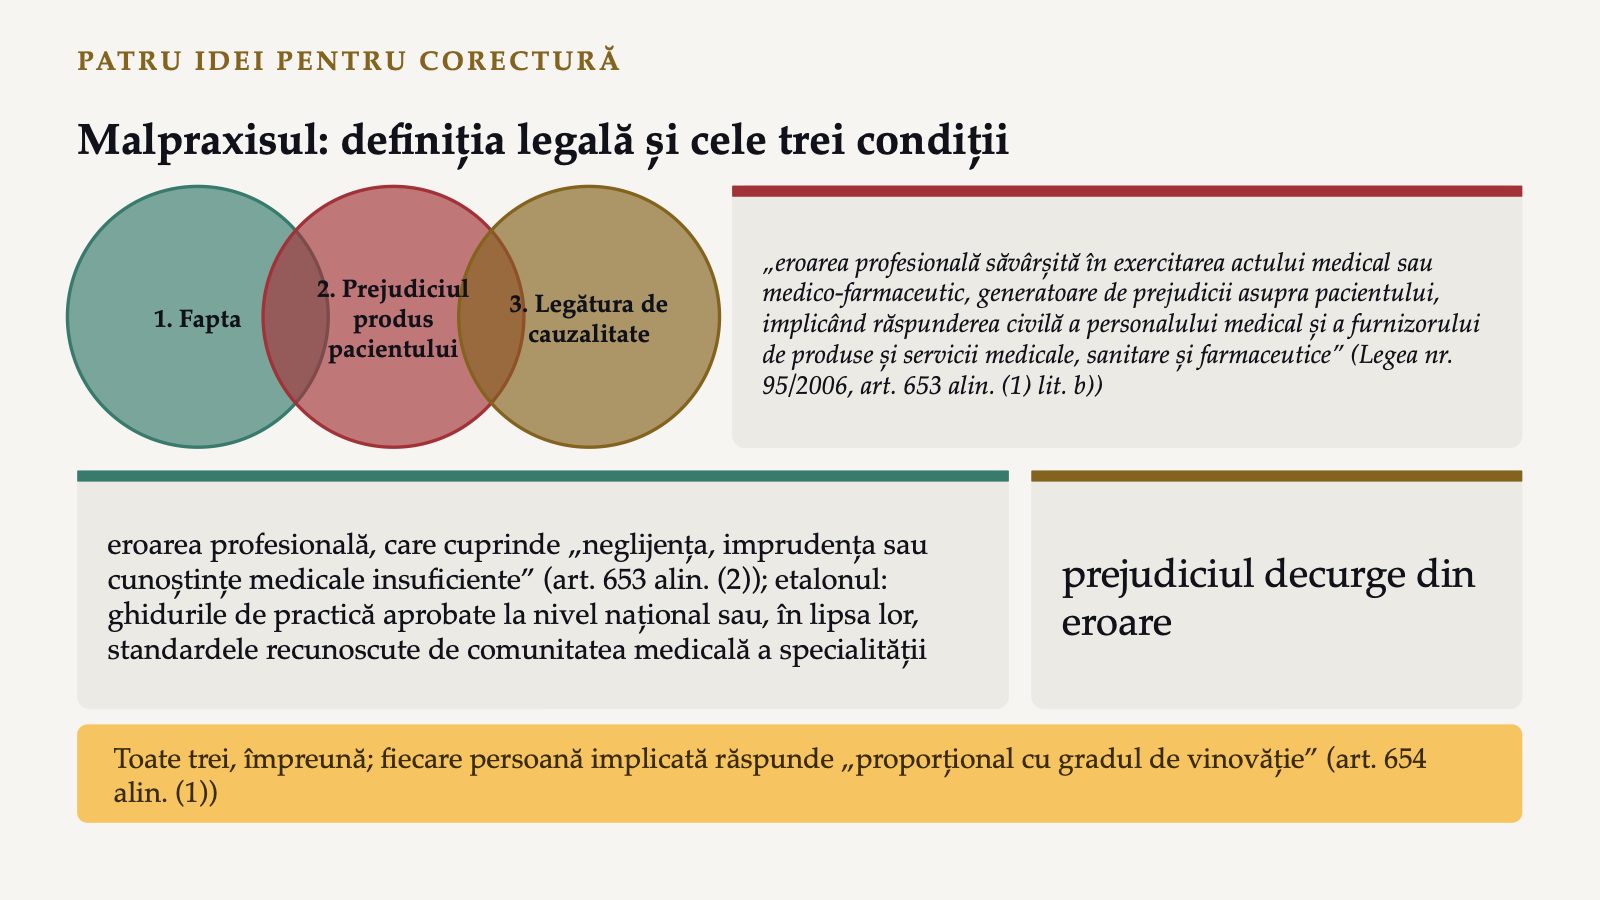 PATRU IDEI PENTRU CORECTURĂ
Malpraxisul: definiția legală și cele trei condiții
1. Fapta
2. Prejudiciul
produs
pacientului
3. Legătura de
cauzalitate
„eroarea profesională săvârșită în exercitarea actului medical sau
medico-farmaceutic, generatoare de prejudicii asupra pacientului,
implicând răspunderea civilă a personalului medical și a furnizorului
de produse și servicii medicale, sanitare și farmaceutice” (Legea nr.
95/2006, art. 653 alin. (1) lit. b))
eroarea profesională, care cuprinde „neglijența, imprudența sau
cunoștințe medicale insuficiente” (art. 653 alin. (2)); etalonul:
ghidurile de practică aprobate la nivel național sau, în lipsa lor,
standardele recunoscute de comunitatea medicală a specialității
prejudiciul decurge din
eroare
Toate trei, împreună; fiecare persoană implicată răspunde „proporțional cu gradul de vinovăție” (art. 654
alin. (1))